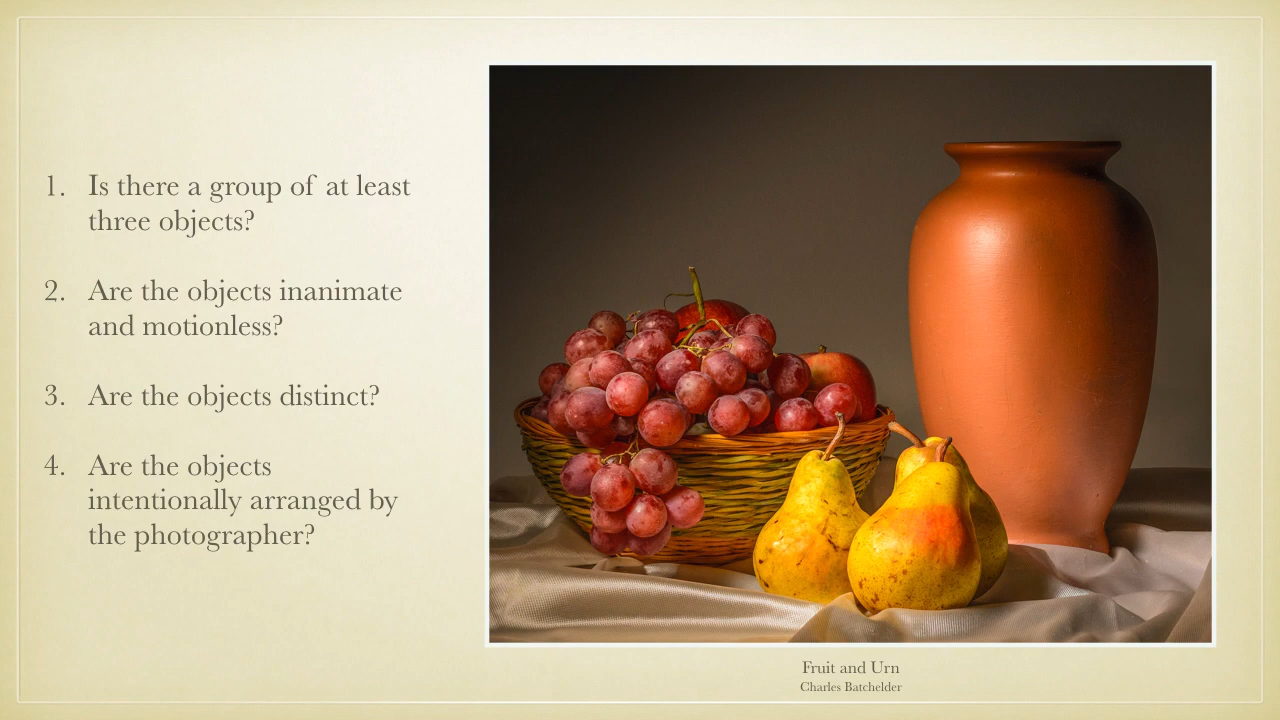 1. Is there a group of at least
three objects?
2. Are the objects inanimate
and motionless?
3. Are the objects distinct?
4. Are the objects
intentionally arranged by
the photographer?
Fruit and Urn
Charles Batchelder